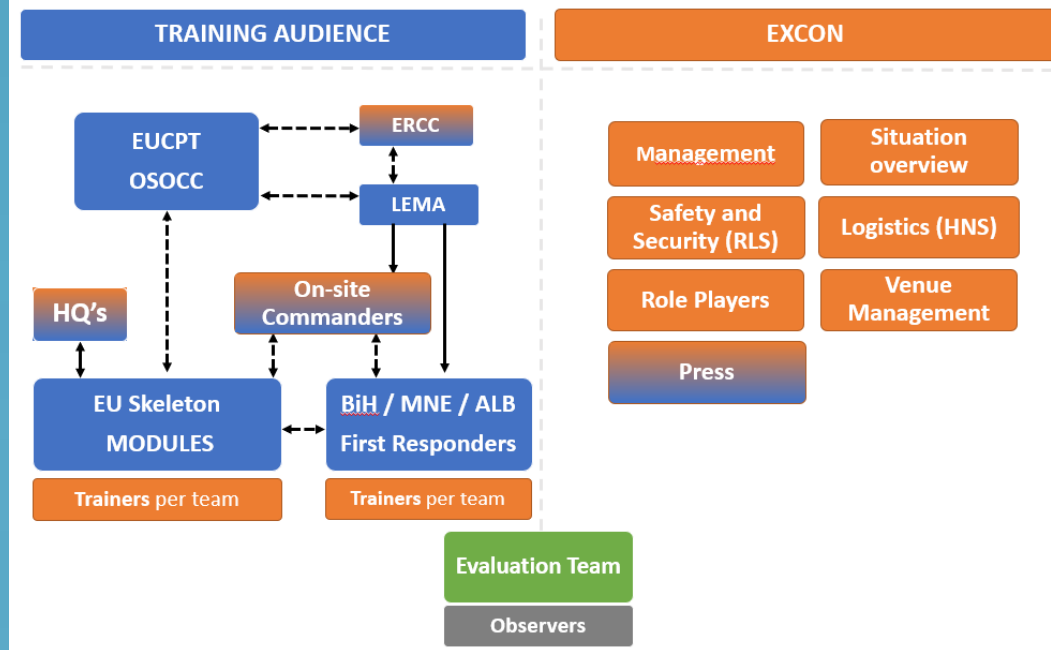 TRAINING AUDIENCE
EXCON
EUCPT
OSOCC
ERCC
LEMA
On-site
Commanders
HQ's
EU Skeleton
MODULES
BiH / MNE / ALB
First Responders
Trainers per team
Trainers per team
Management
Situation
overview
Safety and
Security (RLS)
Logistics (HNS)
Role Players
Venue
Management
Press
Evaluation Team
Observers